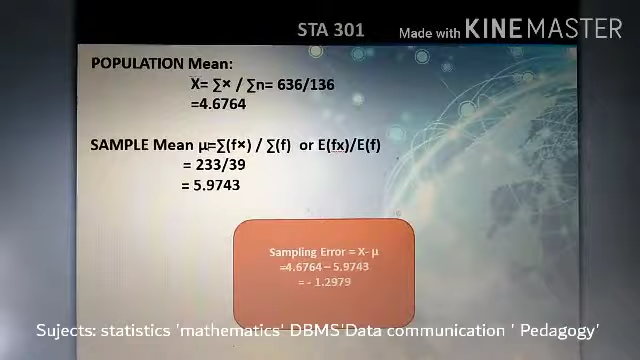 STA 301
Made with KINEMASTER
POPULATION Mean:
X= ∑× / ∑n= 636/136
=4.6764
SAMPLE Mean µ=∑(f×) / ∑(f) or E(fx)/E(f)
= 233/39
= 5.9743
Sampling Error = X- µ
=4.6764 – 5.9743
= - 1.2979
Sujects: statistics 'mathematics' DBMS'Data communication ' Pedagogy'